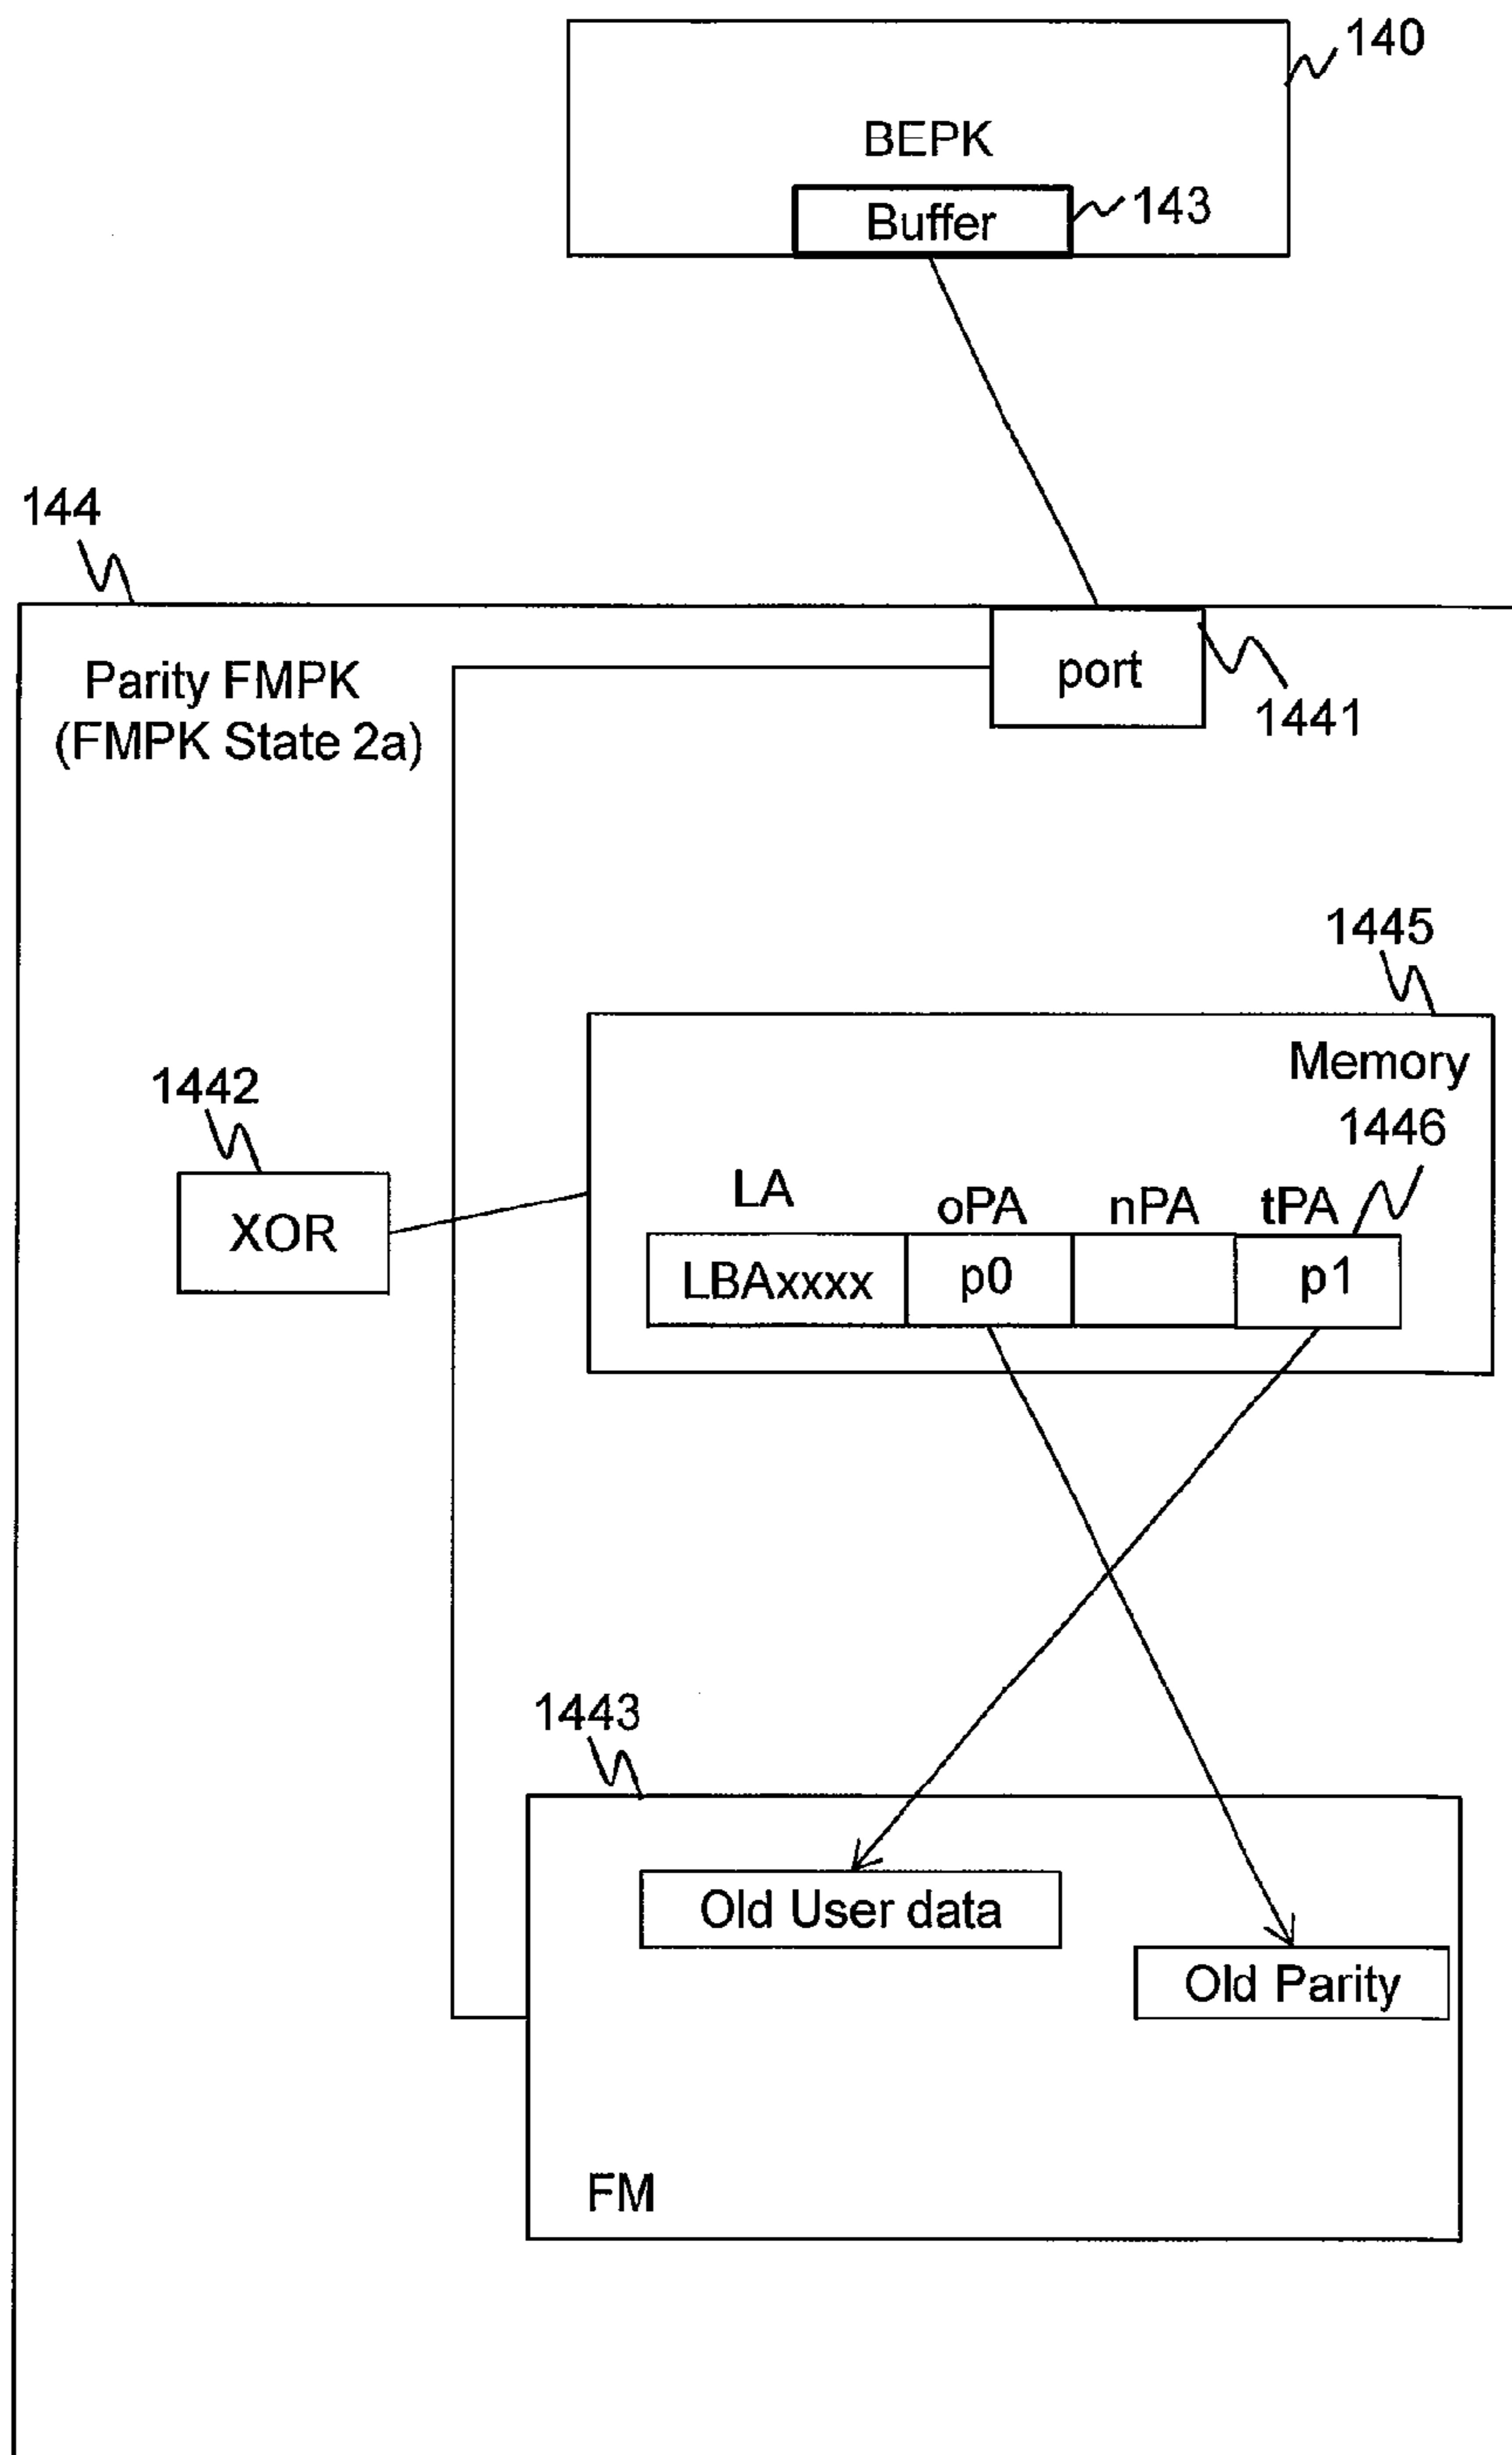 140
BEPK
Buffer
143
144
port
Parity FMPK
(FMPK State 2a)
1441
1445
Memory
1442
1446
LA
oPA
nPA
tPA
XOR
LBAxxxx
p0
p1
1443
Old User data
Old Parity
FM